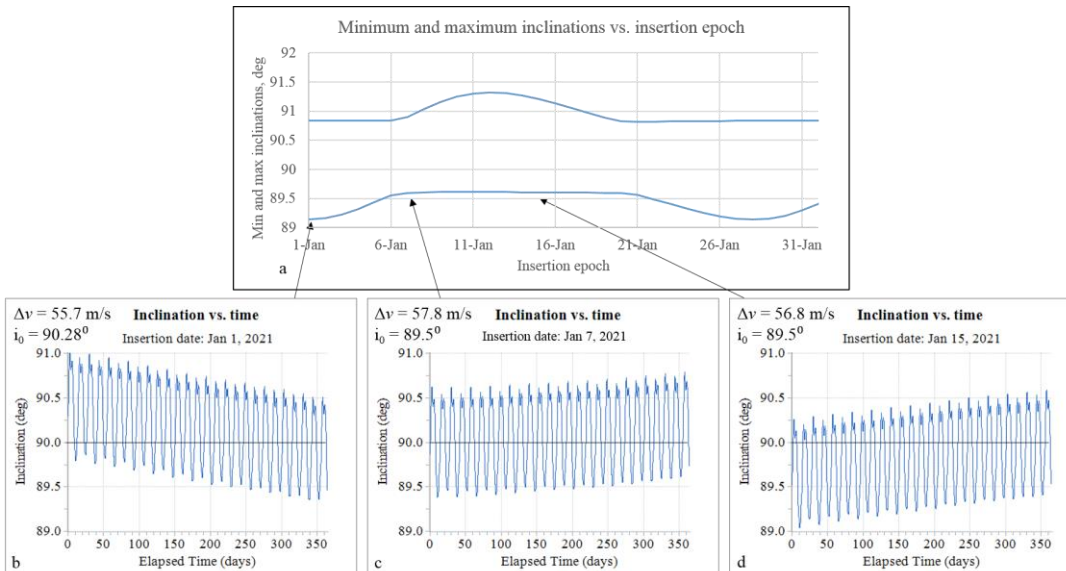 Minimum and maximum inclinations vs. insertion epoch
Min and max inclinations, deg
92
91.5
91
90.5
90
89.5
89
1-Jan 6-Jan 11-Jan 16-Jan 21-Jan 26-Jan 31-Jan
Insertion epoch
a
Δv = 55.7 m/s Inclination vs. time
i₀ = 90.28⁰ Insertion date: Jan 1, 2021
Inclination (deg)
91.0
90.5
90.0
89.5
89.0
0 50 100 150 200 250 300 350
Elapsed Time (days)
b
Δv = 57.8 m/s Inclination vs. time
i₀ = 89.5⁰ Insertion date: Jan 7, 2021
Inclination (deg)
91.0
90.5
90.0
89.5
89.0
0 50 100 150 200 250 300 350
Elapsed Time (days)
c
Δv = 56.8 m/s Inclination vs. time
i₀ = 89.5⁰ Insertion date: Jan 15, 2021
Inclination (deg)
91.0
90.5
90.0
89.5
89.0
0 50 100 150 200 250 300 350
Elapsed Time (days)
d